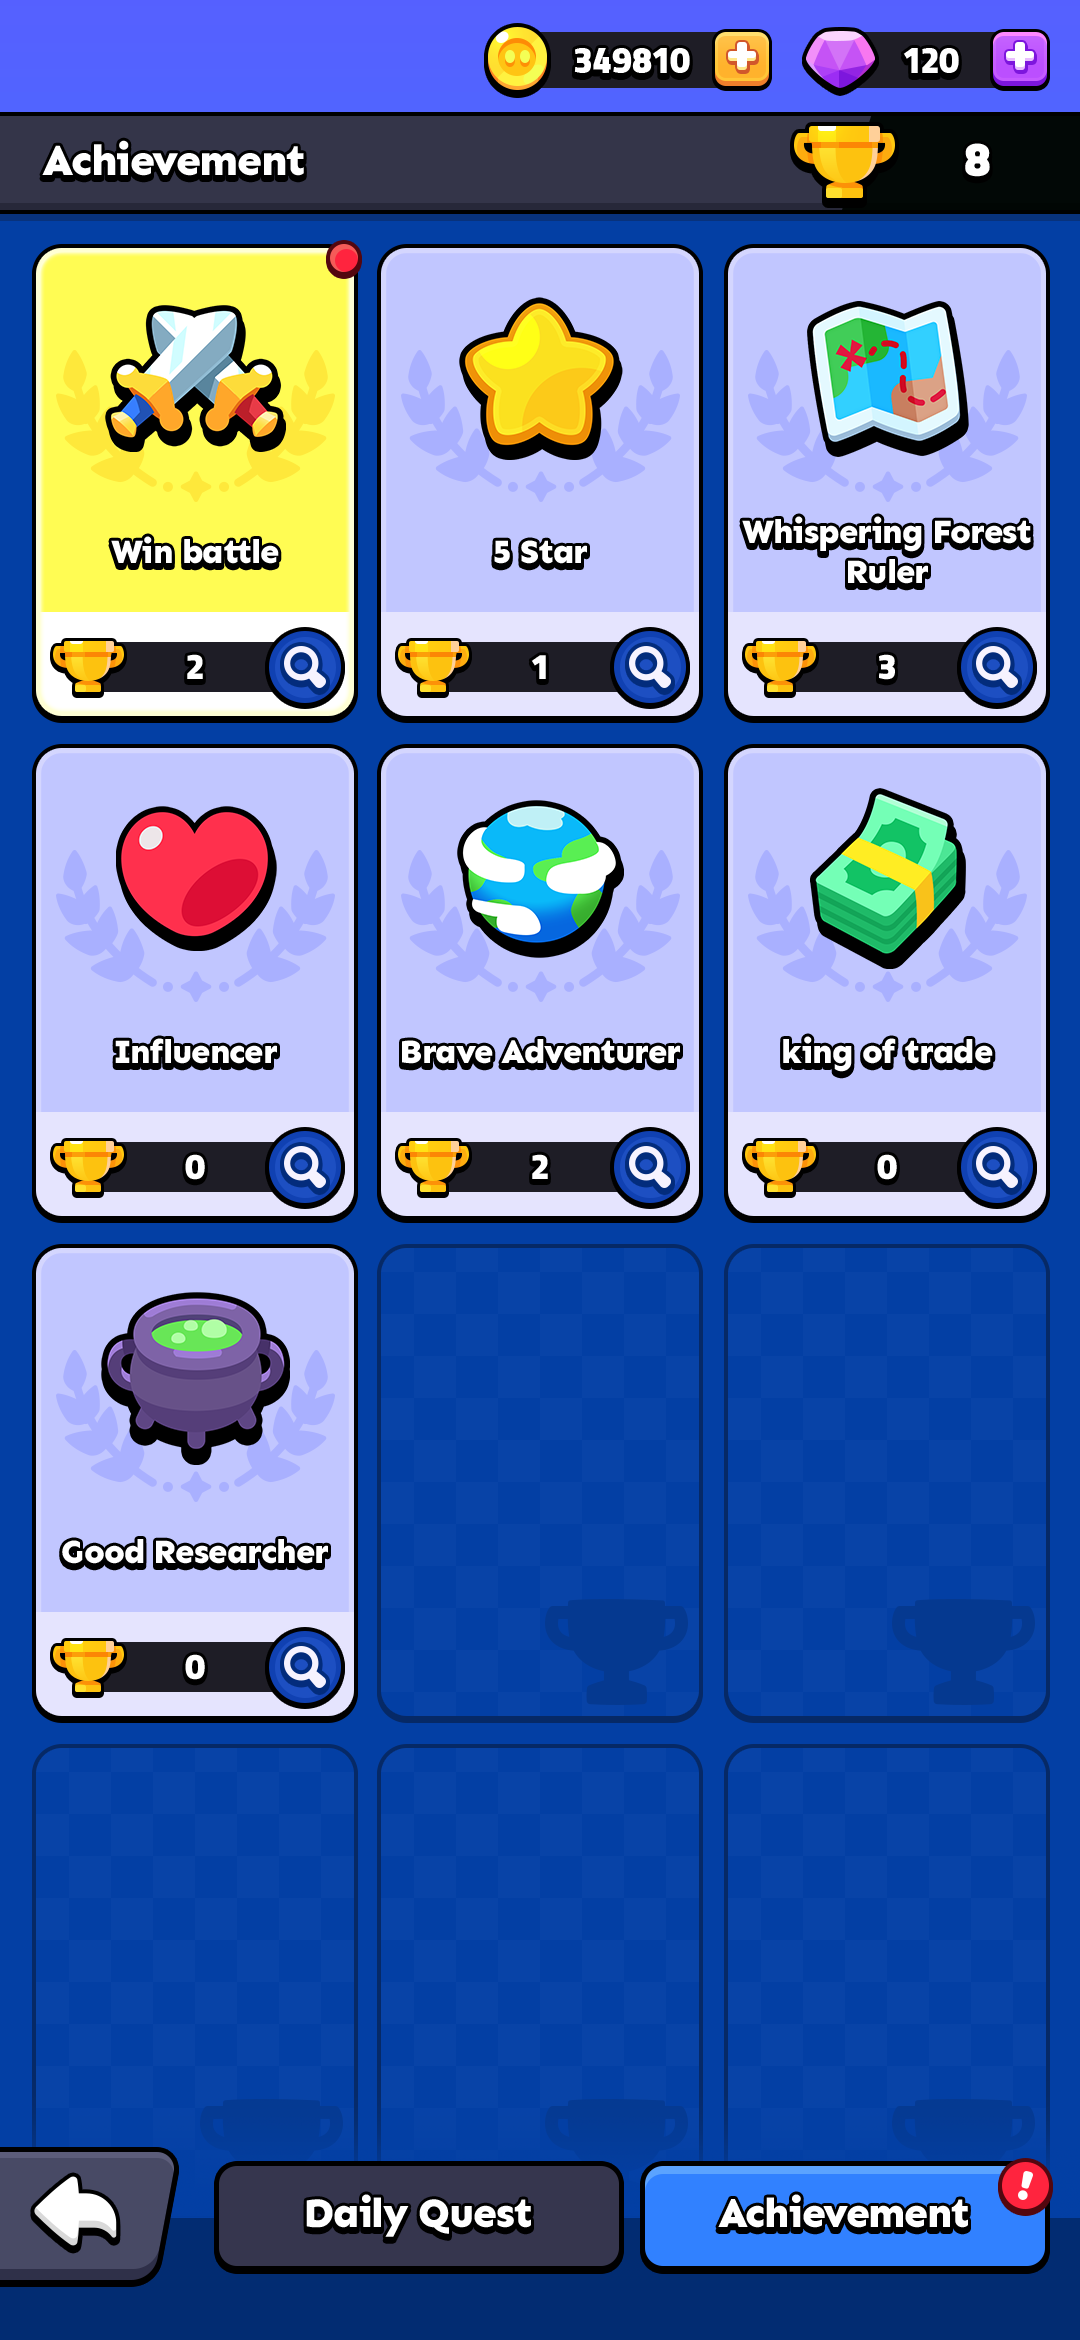 349810
120
Achievement
8
Win battle
5 Star
Whispering Forest
Ruler
2
1
3
Influencer
Brave Adventurer
king of trade
0
2
0
Good Researcher
0
Daily Quest
Achievement
!